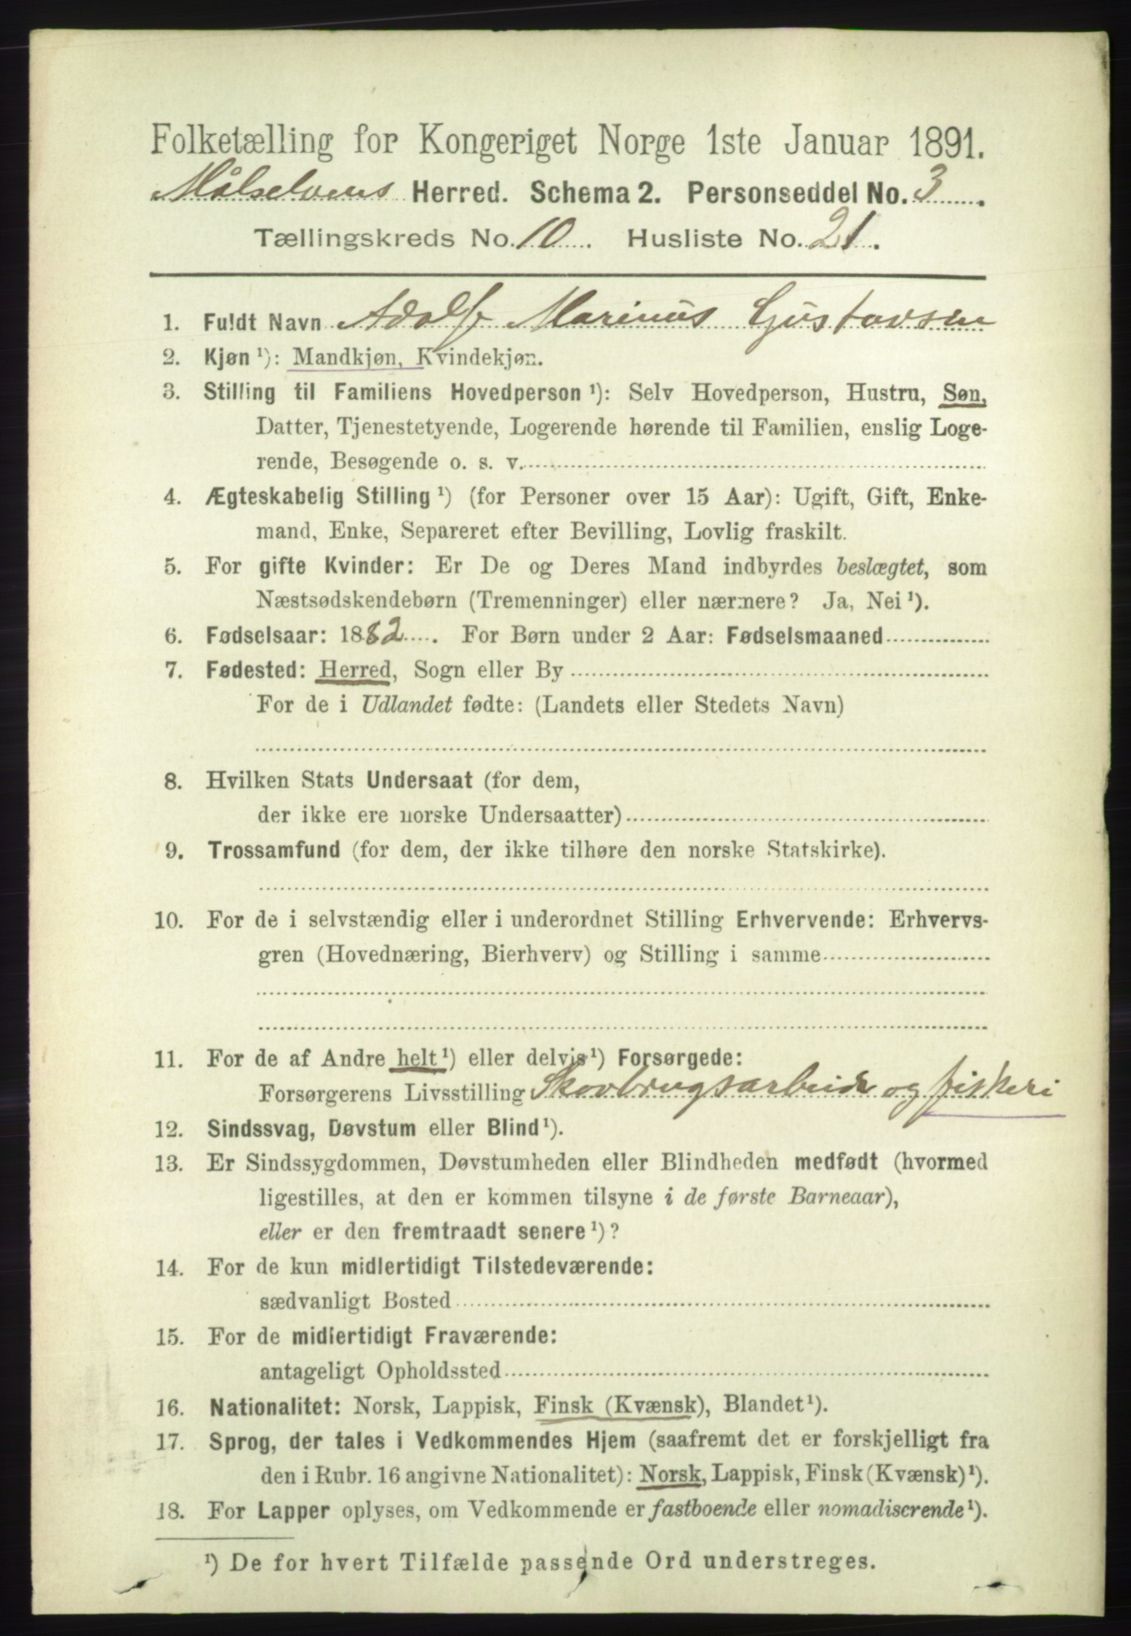 Folketælling for Kongeriget Norge 1ste Januar 1891.
Målselvens Herred. Schema 2. Personseddel No. 3.
Tællingskreds No. 10. Husliste No. 21.
1. Fuldt Navn Adolf Marinus Gustavsen
2. Kjøn ¹): Mandkjøn, Kvindekjøn.
3. Stilling til Familiens Hovedperson ¹): Selv Hovedperson, Hustru, Søn,
Datter, Tjenestetyende, Logerende hørende til Familien, enslig Loge-
rende, Besøgende o. s. v.
4. Ægteskabelig Stilling ¹) (for Personer over 15 Aar): Ugift, Gift, Enke-
mand, Enke, Separeret efter Bevilling, Lovlig fraskilt.
5. For gifte Kvinder: Er De og Deres Mand indbyrdes beslægtet, som
Næstsødskendebørn (Tremenninger) eller nærmere? Ja, Nei ¹).
6. Fødselsaar: 1882. For Børn under 2 Aar: Fødselsmaaned
7. Fødested: Herred, Sogn eller By
For de i Udlandet fødte: (Landets eller Stedets Navn)
8. Hvilken Stats Undersaat (for dem,
der ikke ere norske Undersaatter)
9. Trossamfund (for dem, der ikke tilhøre den norske Statskirke).
10. For de i selvstændig eller i underordnet Stilling Erhvervende: Erhvervs-
gren (Hovednæring, Bierhverv) og Stilling i samme
11. For de af Andre helt ¹) eller delvis ¹) Forsørgede:
Forsørgerens Livsstilling Skovbrugsarbeider og fiskeri
12. Sindssvag, Døvstum eller Blind ¹).
13. Er Sindssygdommen, Døvstumheden eller Blindheden medfødt (hvormed
ligestilles, at den er kommen tilsyne i de første Barneaar),
eller er den fremtraadt senere ¹)?
14. For de kun midlertidigt Tilstedeværende:
sædvanligt Bosted
15. For de midlertidigt Fraværende:
antageligt Opholdssted
16. Nationalitet: Norsk, Lappisk, Finsk (Kvænsk), Blandet ¹).
17. Sprog, der tales i Vedkommendes Hjem (saafremt det er forskjelligt fra
den i Rubr. 16 angivne Nationalitet): Norsk, Lappisk, Finsk (Kvænsk) ¹).
18. For Lapper oplyses, om Vedkommende er fastboende eller nomadiserende ¹).
¹) De for hvert Tilfælde passende Ord understreges.